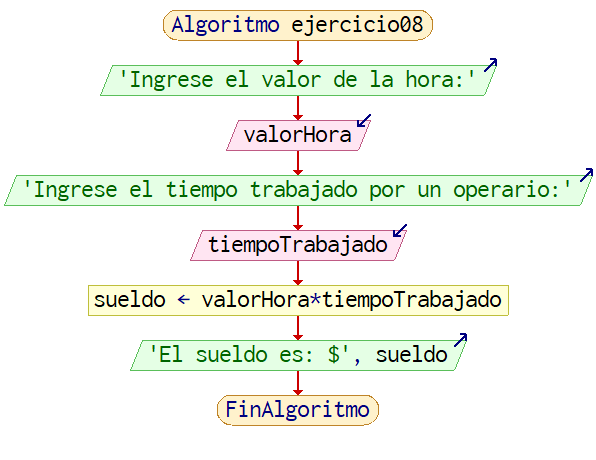 Algoritmo ejercicio08
'Ingrese el valor de la hora:'
valorHora
'Ingrese el tiempo trabajado por un operario:'
tiempoTrabajado
sueldo ← valorHora*tiempoTrabajado
'El sueldo es: $', sueldo
FinAlgoritmo